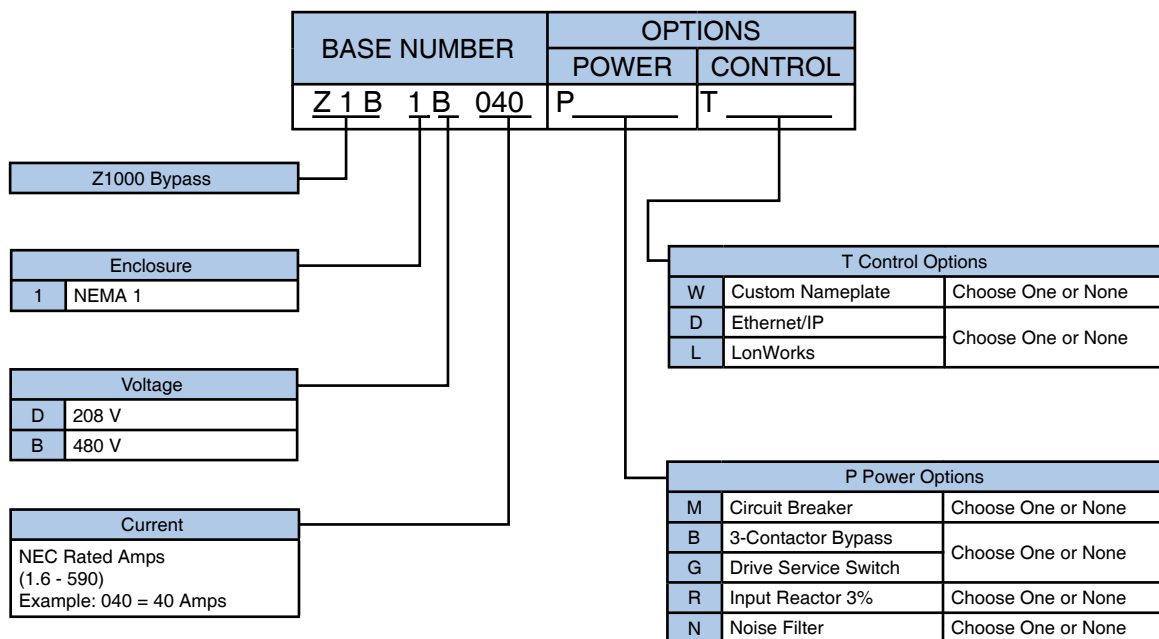 BASE NUMBER
OPTIONS
POWER
CONTROL
Z 1 B 1 B 040
P
T
Z1000 Bypass
Enclosure
1 NEMA 1
Voltage
D 208 V
B 480 V
Current
NEC Rated Amps
(1.6 - 590)
Example: 040 = 40 Amps
T Control Options
W Custom Nameplate Choose One or None
D Ethernet/IP
Choose One or None
L LonWorks
P Power Options
M Circuit Breaker Choose One or None
B 3-Contactor Bypass
Choose One or None
G Drive Service Switch
R Input Reactor 3% Choose One or None
N Noise Filter Choose One or None